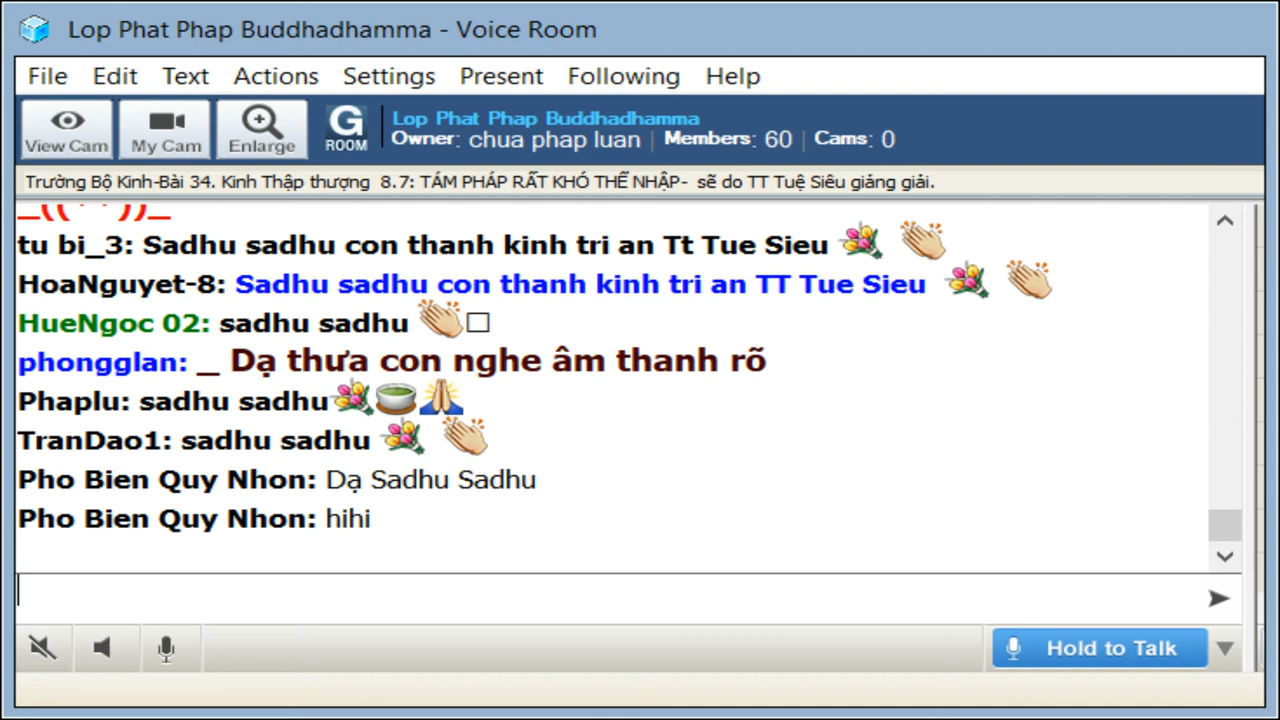 Lop Phat Phap Buddhadhamma - Voice Room
File Edit Text Actions Settings Present Following Help
View Cam My Cam Enlarge G ROOM
Lop Phat Phap Buddhadhamma
Owner: chua phap luan | Members: 60 | Cams: 0
Trường Bộ Kinh-Bài 34. Kinh Thập thượng 8.7: TÁM PHÁP RẤT KHÓ THỂ NHẬP- sẽ do TT Tuệ Siêu giảng giải.
tu bi_3: Sadhu sadhu con thanh kinh tri an Tt Tue Sieu
HoaNguyet-8: Sadhu sadhu con thanh kinh tri an TT Tue Sieu
HueNgoc 02: sadhu sadhu
phongglan: _ Dạ thưa con nghe âm thanh rõ
Phaplu: sadhu sadhu
TranDao1: sadhu sadhu
Pho Bien Quy Nhon: Dạ Sadhu Sadhu
Pho Bien Quy Nhon: hihi
Hold to Talk